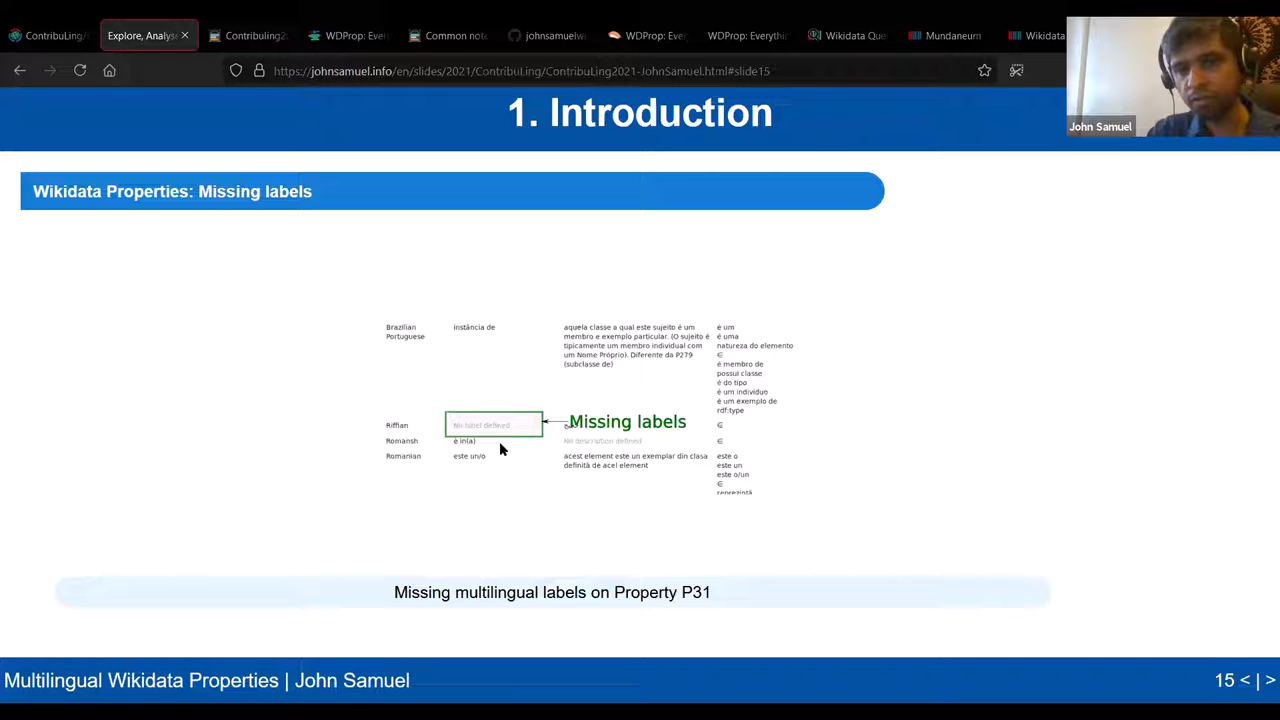 ContribuLing/
Explore, Analyse
Contribuling2
WDProp: Ever
Common note
johnsamuelw
WDProp: Ever
WDProp: Everythi
Wikidata Que
Mundaneum
Wikidata
https://johnsamuel.info/en/slides/2021/ContribuLing/ContribuLing2021-JohnSamuel.html#slide15
John Samuel
1. Introduction
Wikidata Properties: Missing labels
Brazilian
Portuguese
instância de
aquela classe a qual este sujeito é um
membro e exemplo particular. (O sujeito é
tipicamente um membro individual com
um Nome Próprio). Diferente da P279
(subclasse de)
é um
é uma
natureza do elemento
∈
é membro de
possui classe
é do tipo
é um indivíduo
é um exemplo de
rdf:type
Riffian
No label defined
Missing labels
∈
Romansh
è in(a)
No description defined
∈
Romanian
este un/o
acest element este un exemplar din clasa
definită de acel element
este o
este un
este o/un
∈
reprezintă
Missing multilingual labels on Property P31
Multilingual Wikidata Properties | John Samuel
15 < | >